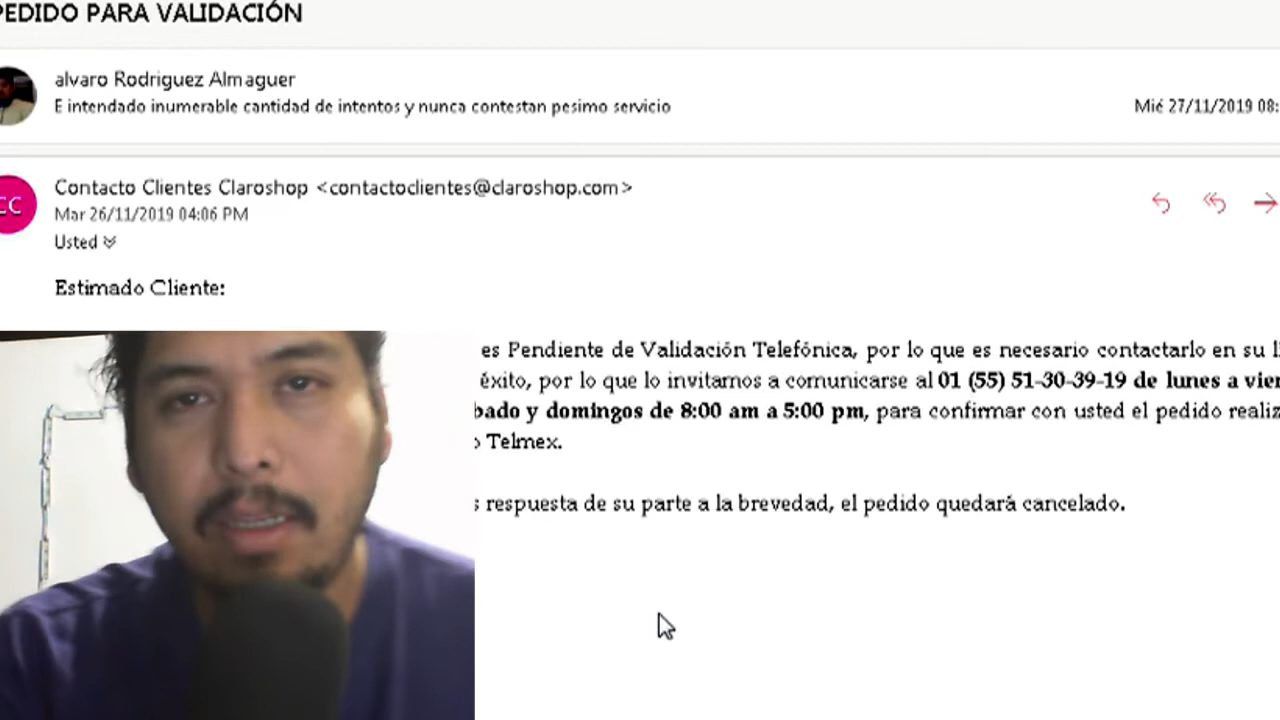 PEDIDO PARA VALIDACIÓN
alvaro Rodriguez Almaguer
E intendado inumerable cantidad de intentos y nunca contestan pesimo servicio
Mié 27/11/2019 08:
CC
Contacto Clientes Claroshop <contactoclientes@claroshop.com>
Mar 26/11/2019 04:06 PM
Usted
Estimado Cliente:
es Pendiente de Validación Telefónica, por lo que es necesario contactarlo en su
éxito, por lo que lo invitamos a comunicarse al 01 (55) 51-30-39-19 de lunes a
y domingos de 8:00 am a 5:00 pm, para confirmar con usted el pedido
Telmex.
respuesta de su parte a la brevedad, el pedido quedará cancelado.